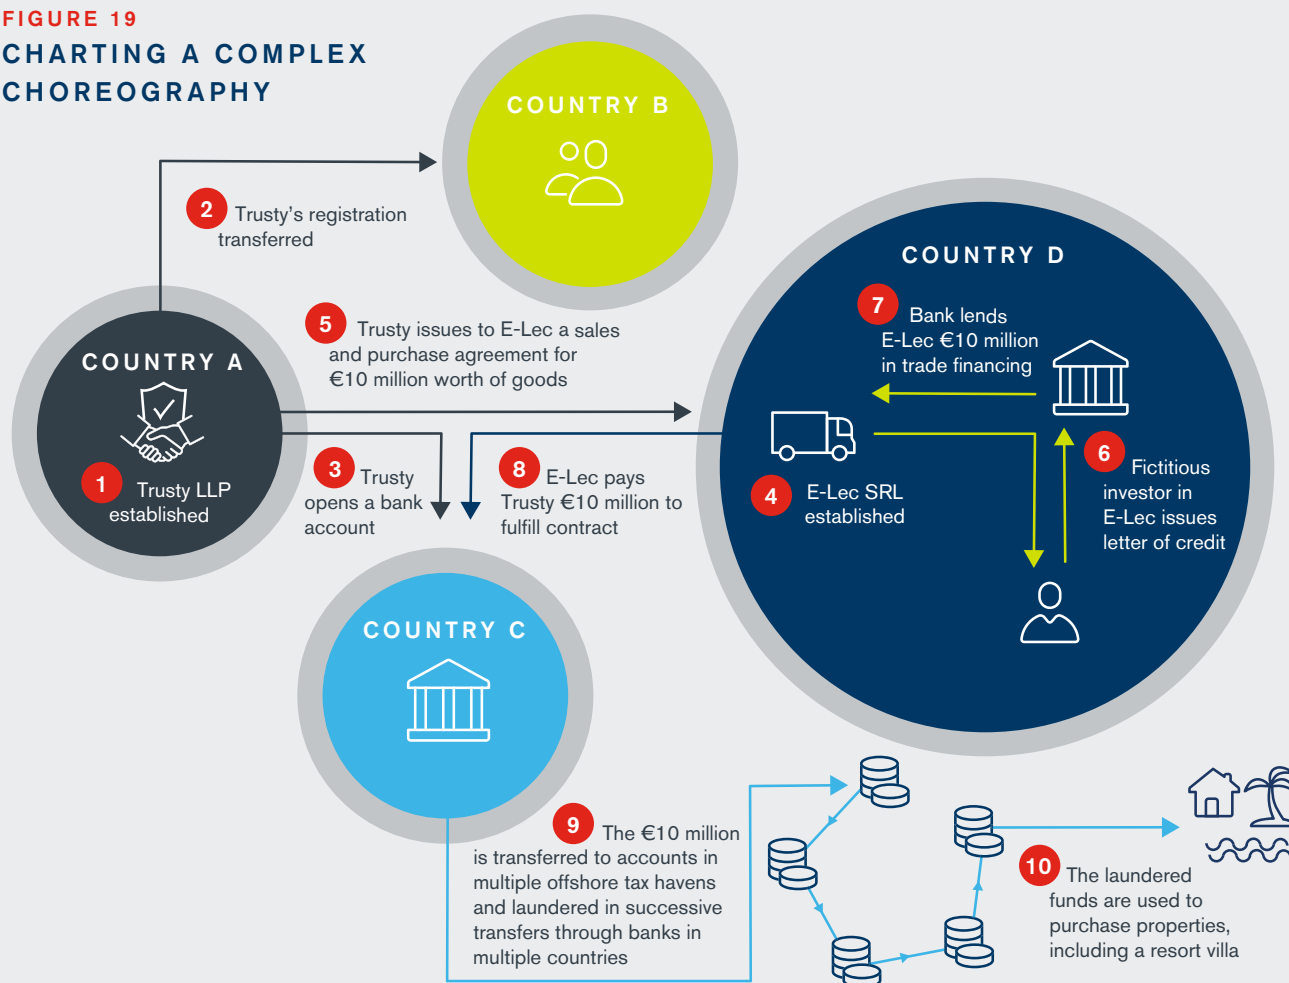 FIGURE 19
CHARTING A COMPLEX
CHOREOGRAPHY
COUNTRY B
2 Trusty’s registration
transferred
COUNTRY A
1 Trusty LLP
established
5 Trusty issues to E-Lec a sales
and purchase agreement for
€10 million worth of goods
3 Trusty
opens a bank
account
8 E-Lec pays
Trusty €10 million to
fulfill contract
COUNTRY D
7 Bank lends
E-Lec €10 million
in trade financing
4 E-Lec SRL
established
6 Fictitious
investor in
E-Lec issues
letter of credit
COUNTRY C
9 The €10 million
is transferred to accounts in
multiple offshore tax havens
and laundered in successive
transfers through banks in
multiple countries
10 The laundered
funds are used to
purchase properties,
including a resort villa